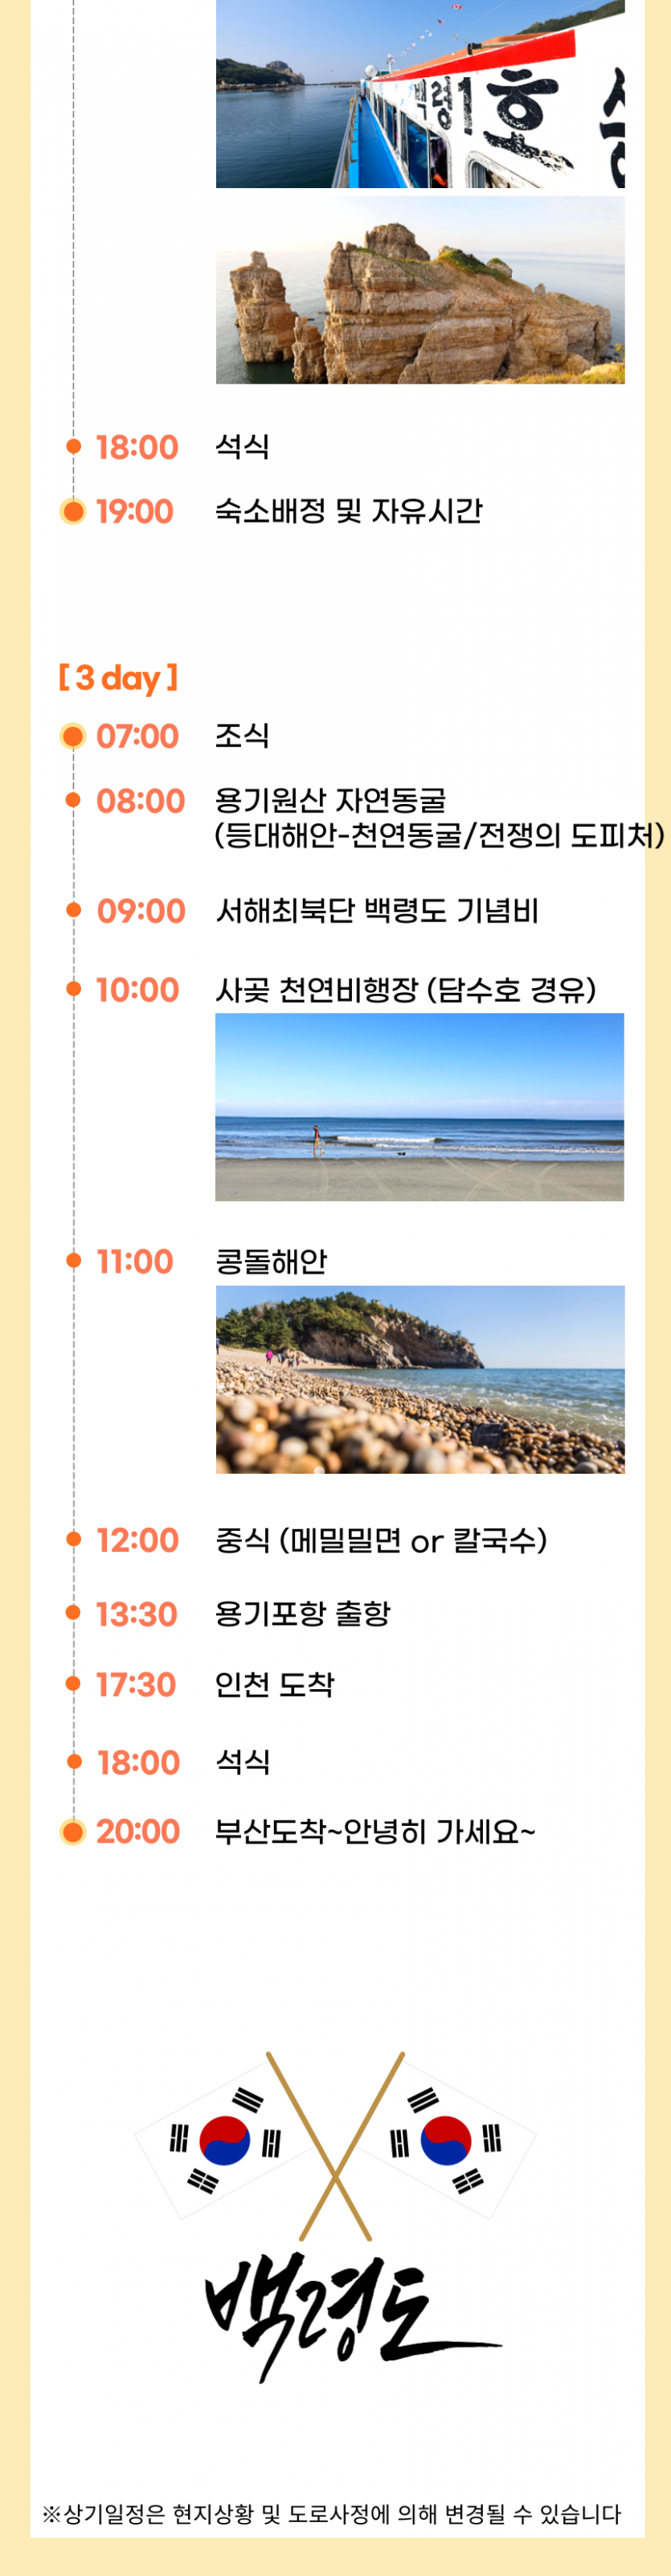 백령1호
18:00 석식
19:00 숙소배정 및 자유시간
[ 3 day ]
07:00 조식
08:00 용기원산 자연동굴
(등대해안-천연동굴/전쟁의 도피처)
09:00 서해최북단 백령도 기념비
10:00 사곶 천연비행장 (담수호 경유)
11:00 콩돌해안
12:00 중식 (메밀밀면 or 칼국수)
13:30 용기포항 출항
17:30 인천 도착
18:00 석식
20:00 부산도착~안녕히 가세요~
백령도
※상기일정은 현지상황 및 도로사정에 의해 변경될 수 있습니다